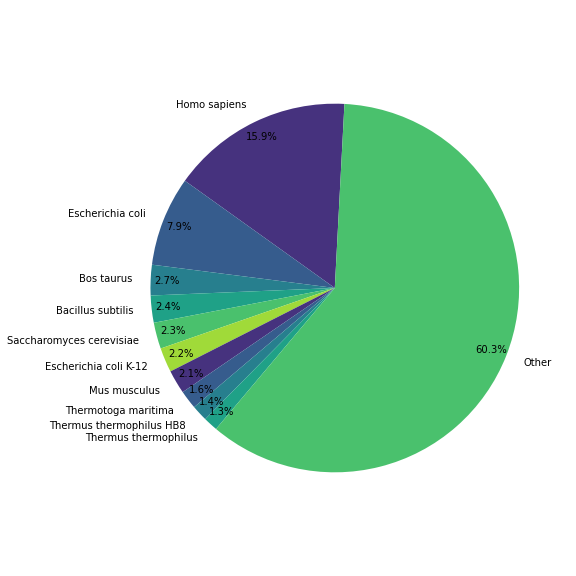 Homo sapiens
15.9%
Escherichia coli
7.9%
Bos taurus
2.7%
Bacillus subtilis
2.4%
Saccharomyces cerevisiae
2.3%
Escherichia coli K-12
2.2%
Mus musculus
2.1%
Thermotoga maritima
1.6%
Thermus thermophilus HB8
1.4%
Thermus thermophilus
1.3%
60.3%
Other